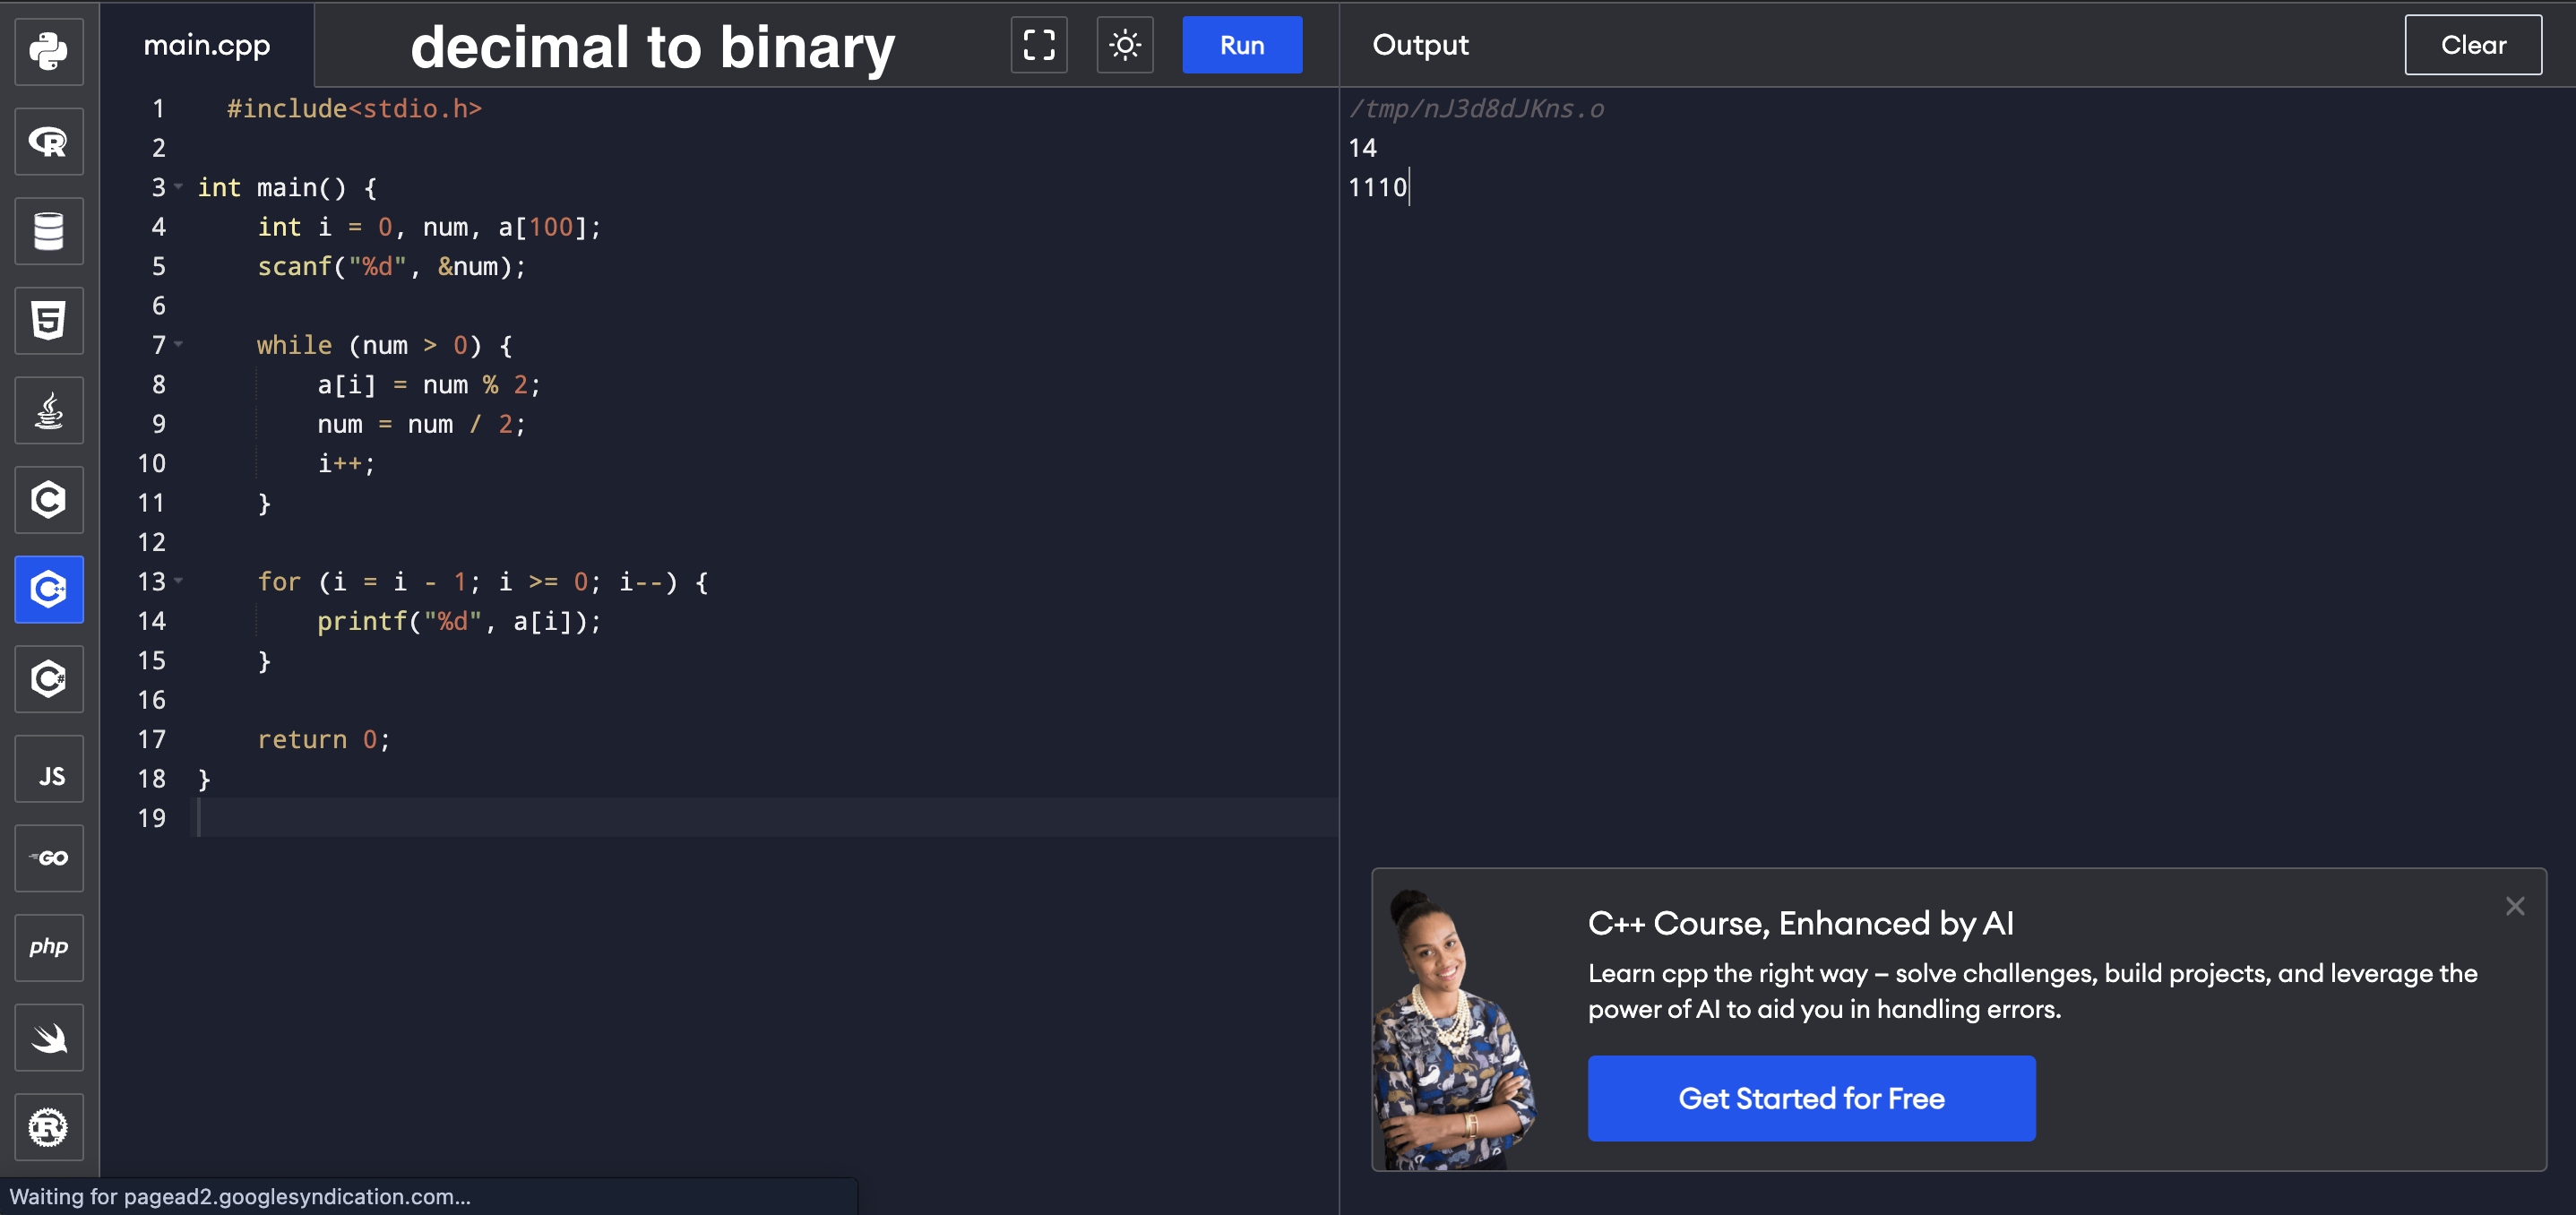 main.cpp
decimal to binary
Run
Output
Clear
1 #include<stdio.h>
2
3 int main() {
4 int i = 0, num, a[100];
5 scanf("%d", &num);
6
7 while (num > 0) {
8 a[i] = num % 2;
9 num = num / 2;
10 i++;
11 }
12
13 for (i = i - 1; i >= 0; i--) {
14 printf("%d", a[i]);
15 }
16
17 return 0;
18 }
19
/tmp/nJ3d8dJKns.o
14
1110
R
5
C
C++
C#
JS
GO
php
R
C++ Course, Enhanced by AI
Learn cpp the right way – solve challenges, build projects, and leverage the
power of AI to aid you in handling errors.
Get Started for Free
Waiting for pagead2.googlesyndication.com...